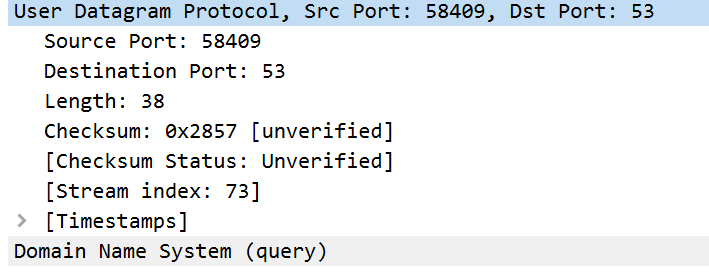 User Datagram Protocol, Src Port: 58409, Dst Port: 53
Source Port: 58409
Destination Port: 53
Length: 38
Checksum: 0x2857 [unverified]
[Checksum Status: Unverified]
[Stream index: 73]
[Timestamps]
Domain Name System (query)